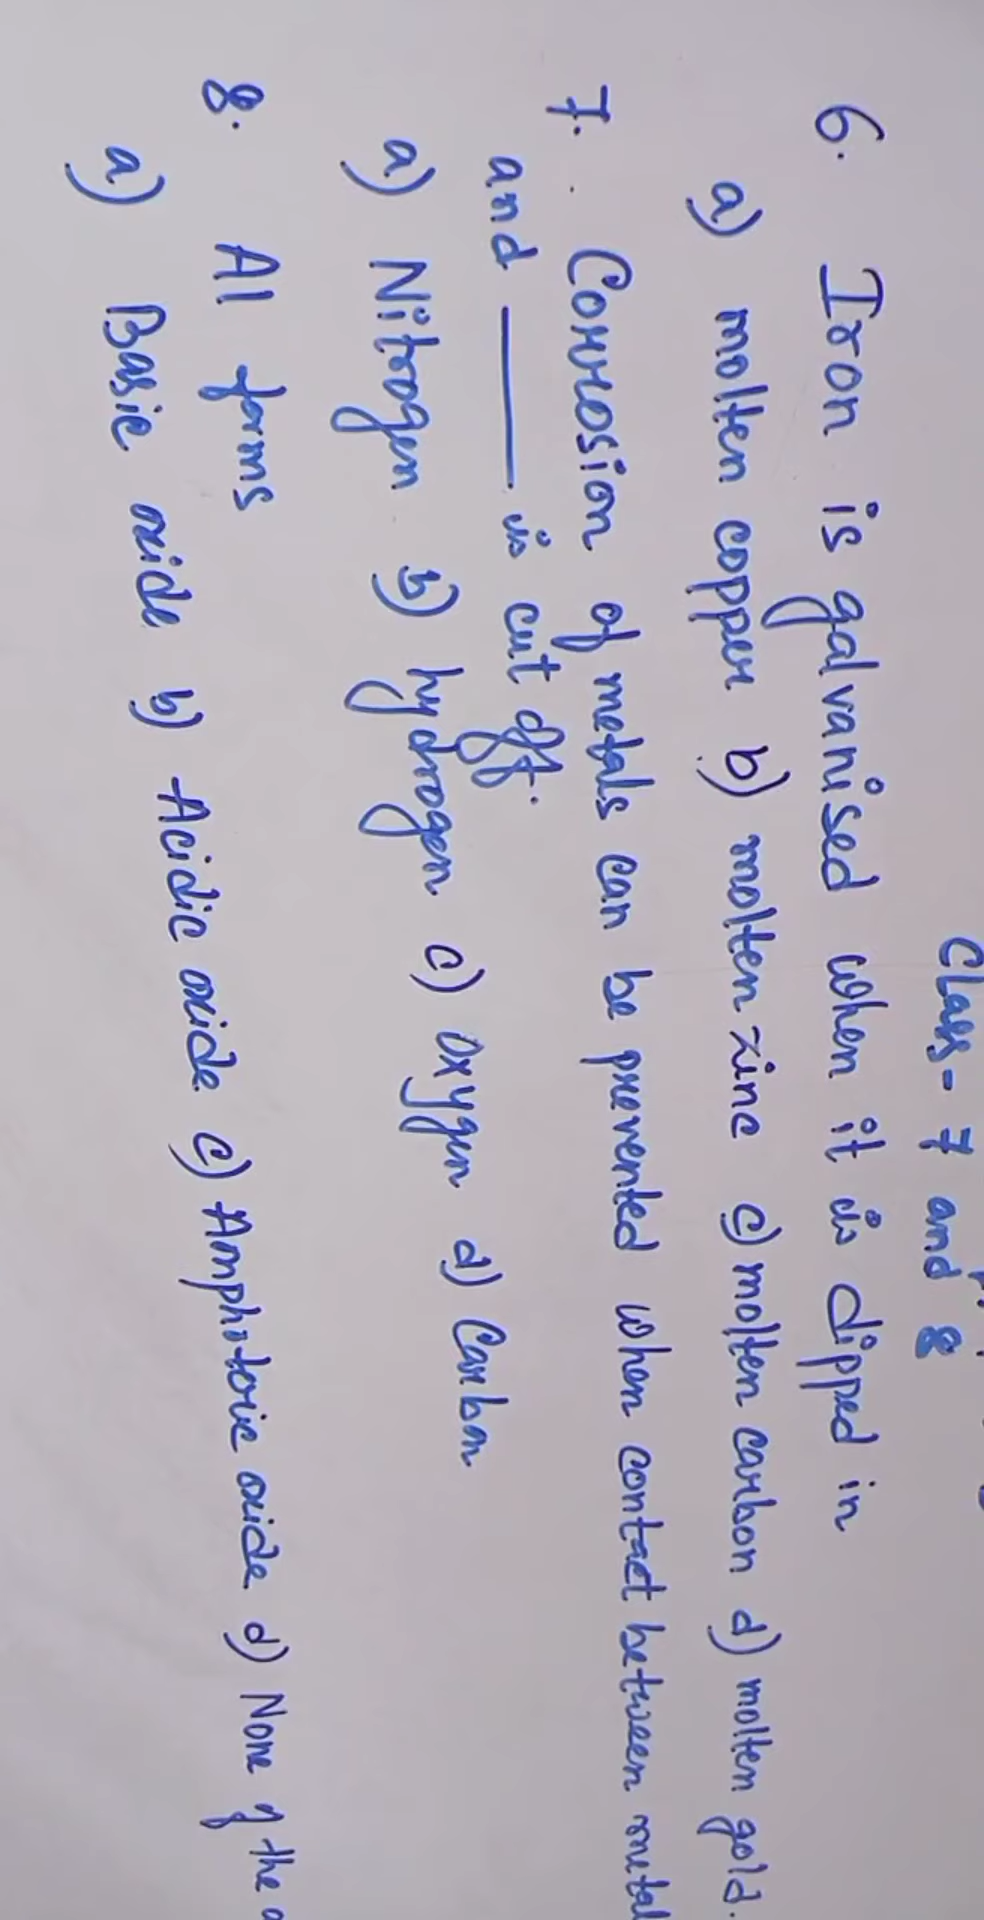 Class - 7 and 8
6. Iron is galvanised when it is dipped in
a) molten copper b) molten zinc c) molten carbon d) molten gold.
7. Corrosion of metals can be prevented when contact between metal
and ____ is cut off.
a) Nitrogen b) hydrogen c) oxygen d) Carbon
8. Al forms
a) Basic oxide b) Acidic oxide c) Amphoteric oxide d) None of the